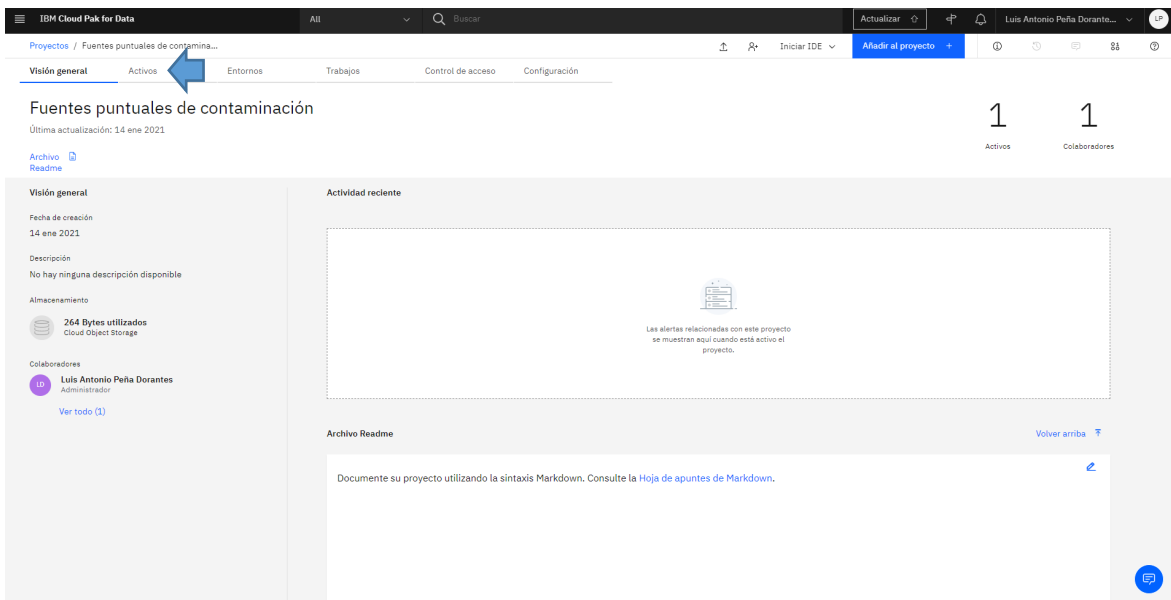 IBM Cloud Pak for Data
All
Buscar
Actualizar
Luis Antonio Peña Dorante...
LP
Proyectos / Fuentes puntuales de contamina...
Iniciar IDE
Añadir al proyecto +
Visión general
Activos
Entornos
Trabajos
Control de acceso
Configuración
Fuentes puntuales de contaminación
Última actualización: 14 ene 2021
Archivo
Readme
1
Activos
1
Colaboradores
Visión general
Fecha de creación
14 ene 2021
Descripción
No hay ninguna descripción disponible
Almacenamiento
264 Bytes utilizados
Cloud Object Storage
Colaboradores
LD
Luis Antonio Peña Dorantes
Administrador
Ver todo (1)
Actividad reciente
Las alertas relacionadas con este proyecto
se muestran aquí cuando está activo el
proyecto.
Archivo Readme
Volver arriba
Documente su proyecto utilizando la sintaxis Markdown. Consulte la Hoja de apuntes de Markdown.